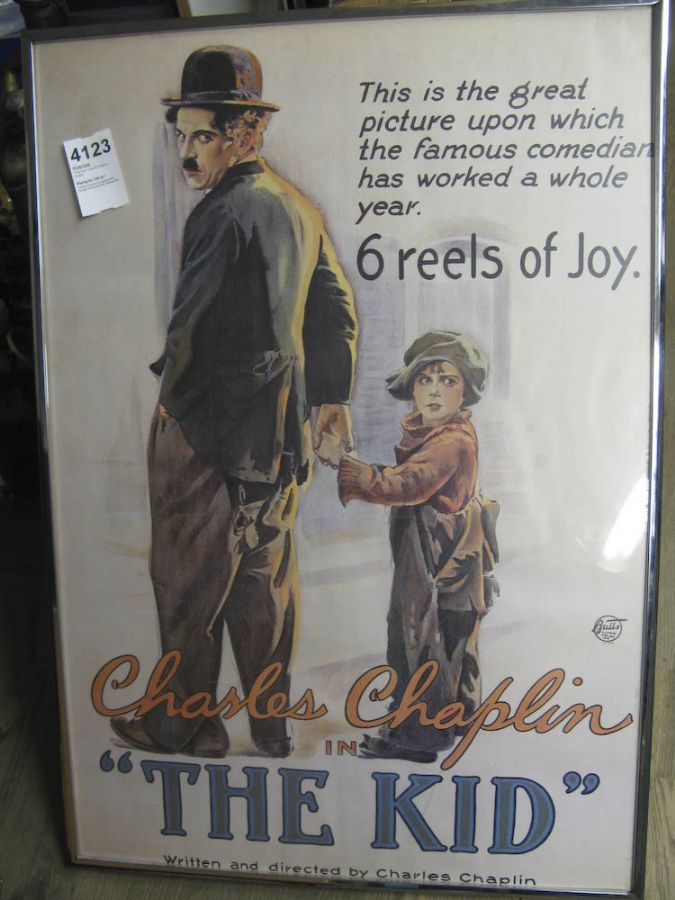 4123
This is the great
picture upon which
the famous comedian
has worked a whole
year.
6 reels of Joy.
Charles Chaplin
IN
"THE KID"
Written and directed by Charles Chaplin